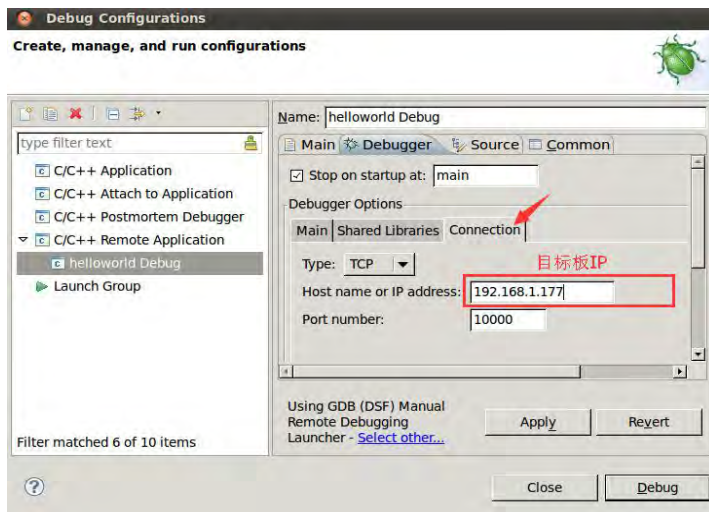 Debug Configurations
Create, manage, and run configurations
type filter text
C/C++ Application
C/C++ Attach to Application
C/C++ Postmortem Debugger
C/C++ Remote Application
helloworld Debug
Launch Group
Filter matched 6 of 10 items
Name: helloworld Debug
Main Debugger Source Common
Stop on startup at: main
Debugger Options
Main Shared Libraries Connection
Type: TCP
目标板IP
Host name or IP address: 192.168.1.177
Port number: 10000
Using GDB (DSF) Manual
Remote Debugging
Launcher - Select other...
Apply Revert
Close Debug